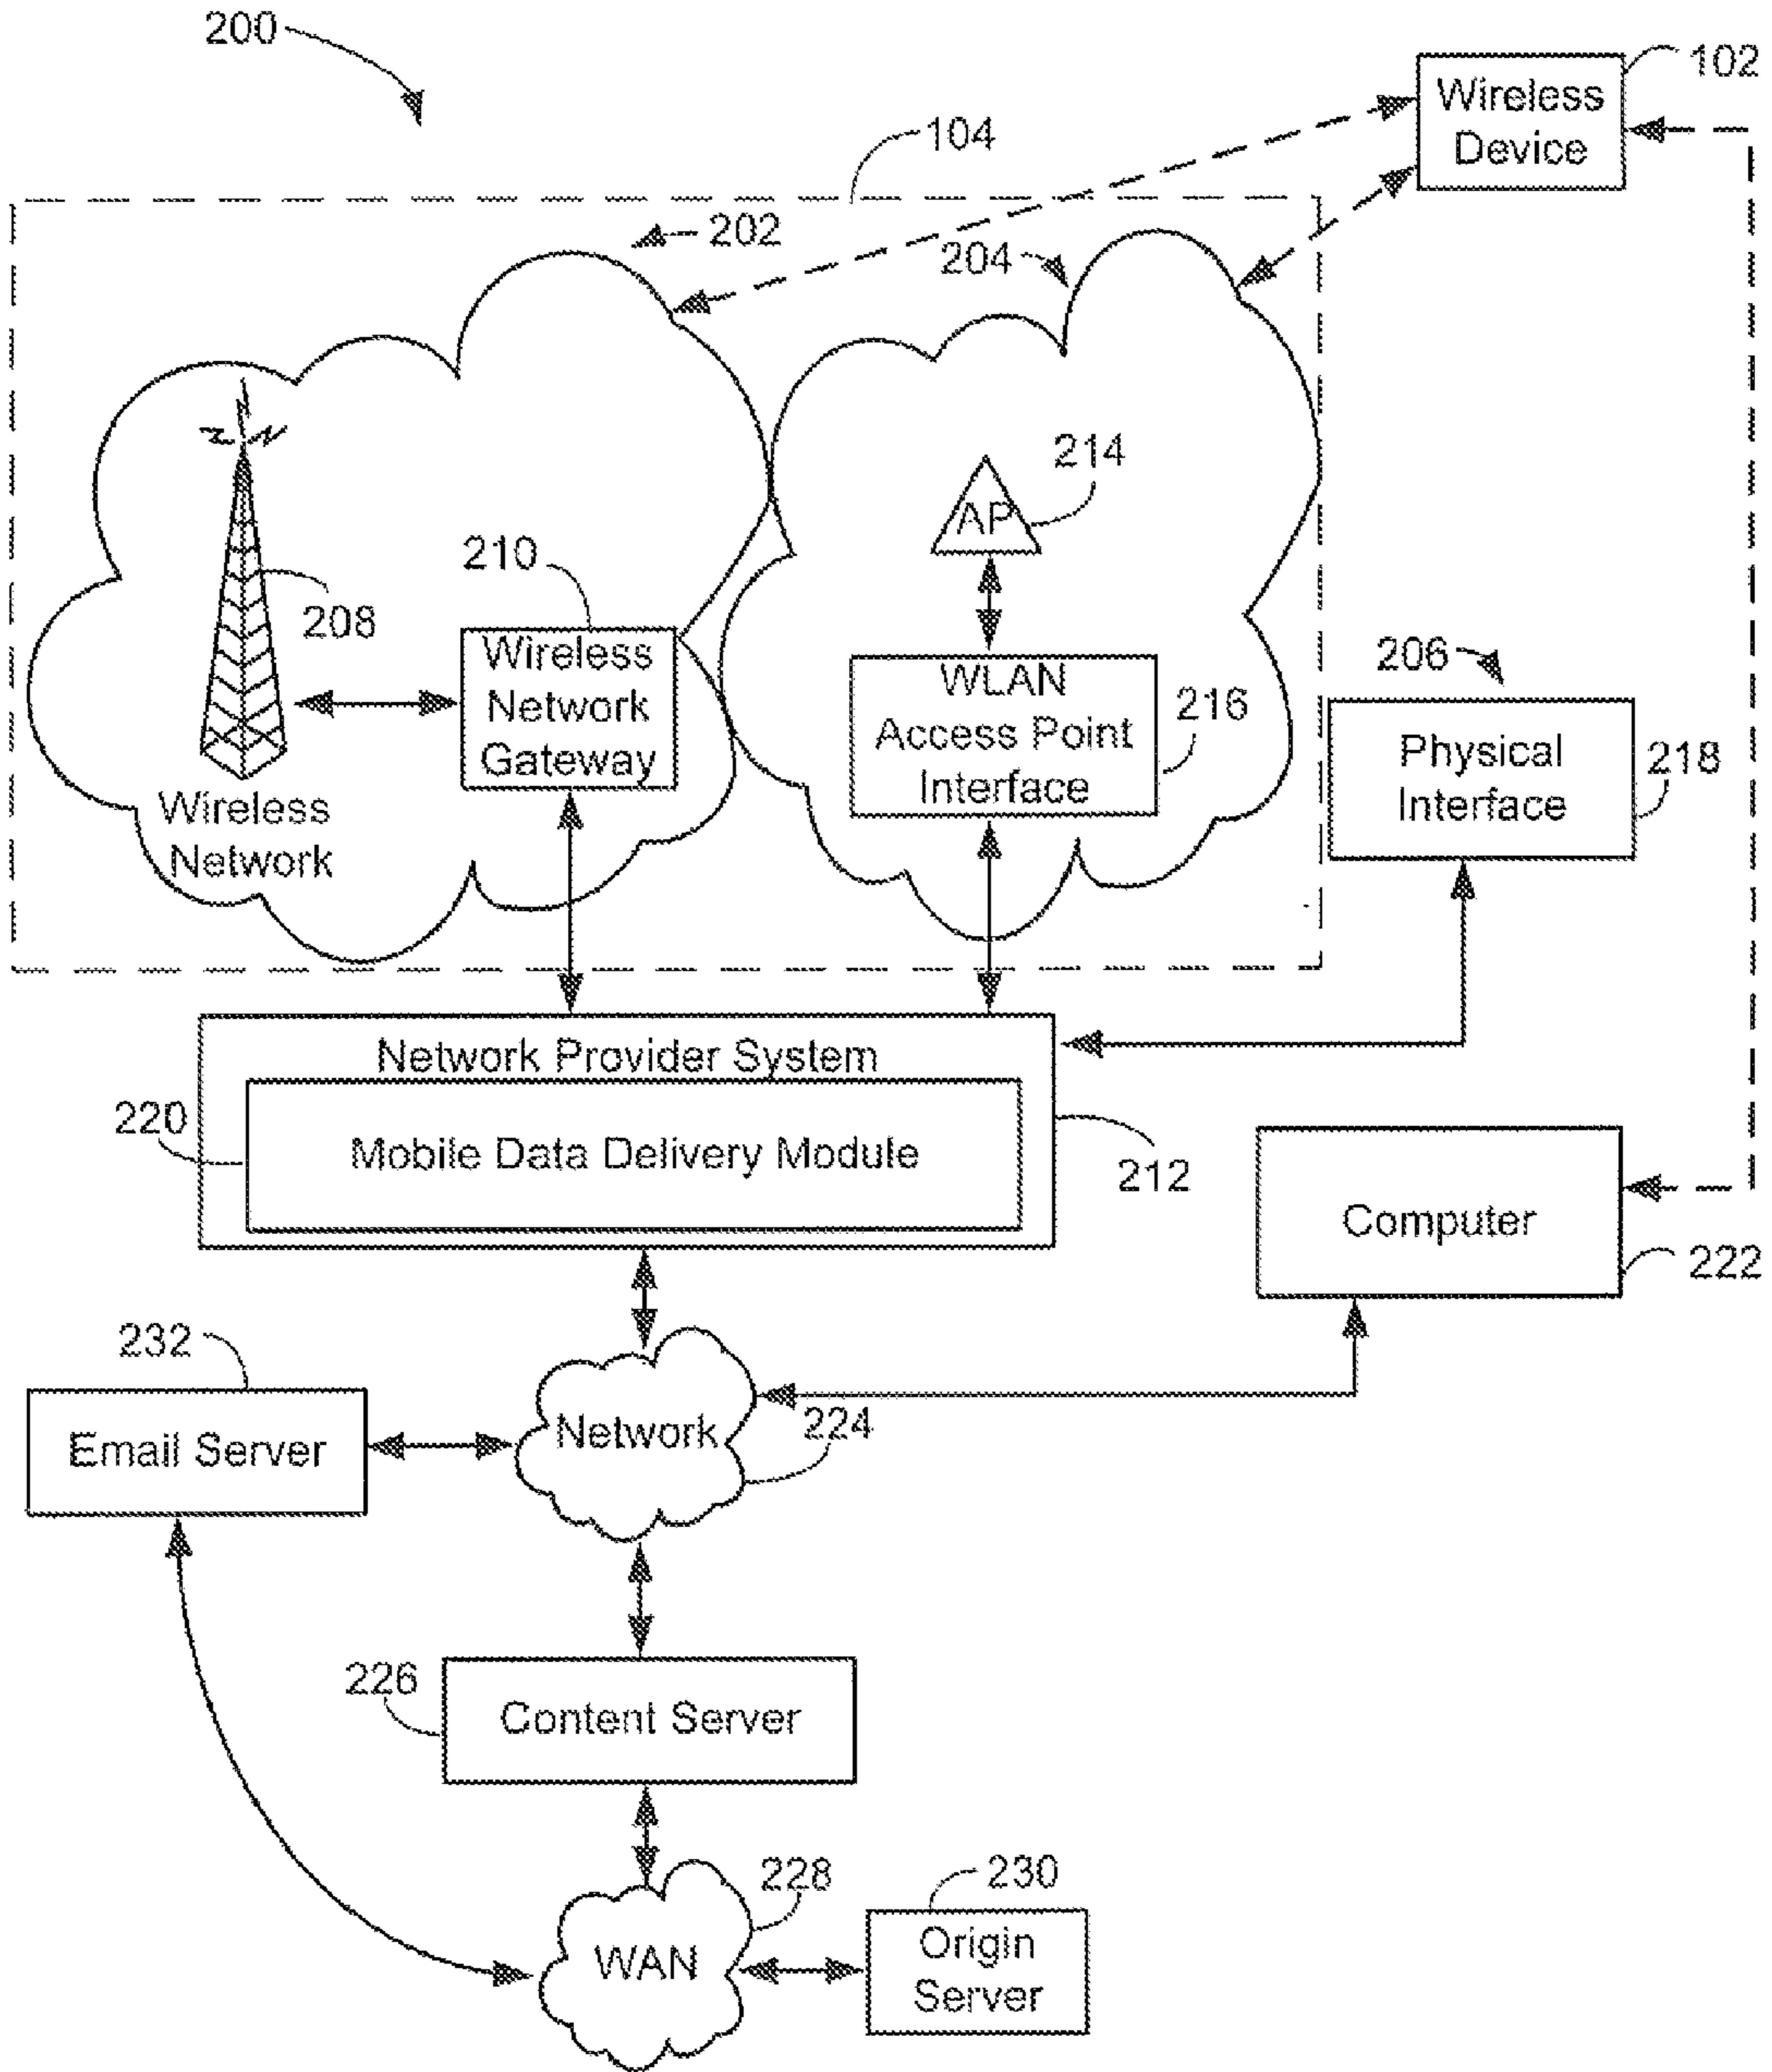 200
102
Wireless
Device
104
202
204
214
AP
210
208
Wireless
Network
Gateway
WLAN
Access Point
Interface
216
206
Physical
Interface
218
Wireless
Network
Network Provider System
220
Mobile Data Delivery Module
212
Computer
222
232
Email Server
Network
224
226
Content Server
228
WAN
230
Origin
Server